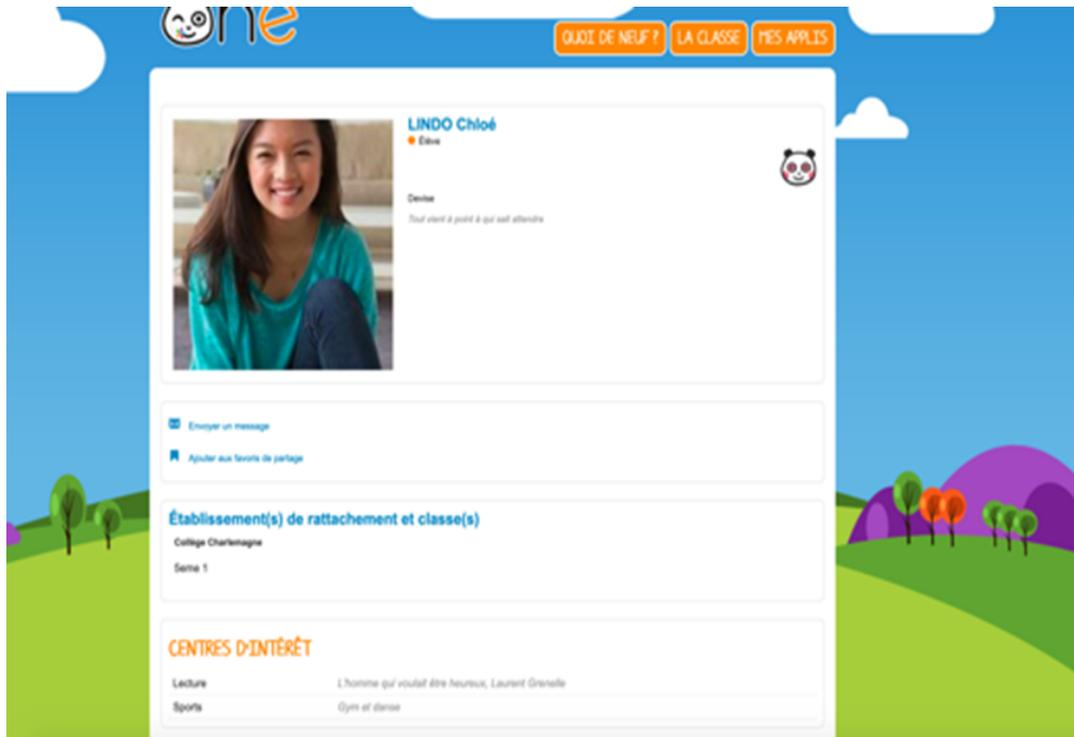 one
QUOI DE NEUF ? LA CLASSE MES APPLIS
LINDO Chloé
Élève
Devise
Tout vient à point à qui sait attendre
Envoyer un message
Ajouter aux favoris de partage
Établissement(s) de rattachement et classe(s)
Collège Charlemagne
5eme 1
CENTRES D'INTÉRÊT
Lecture L'homme qui voulait être heureux, Laurent Grenelle
Sports Gym et danse